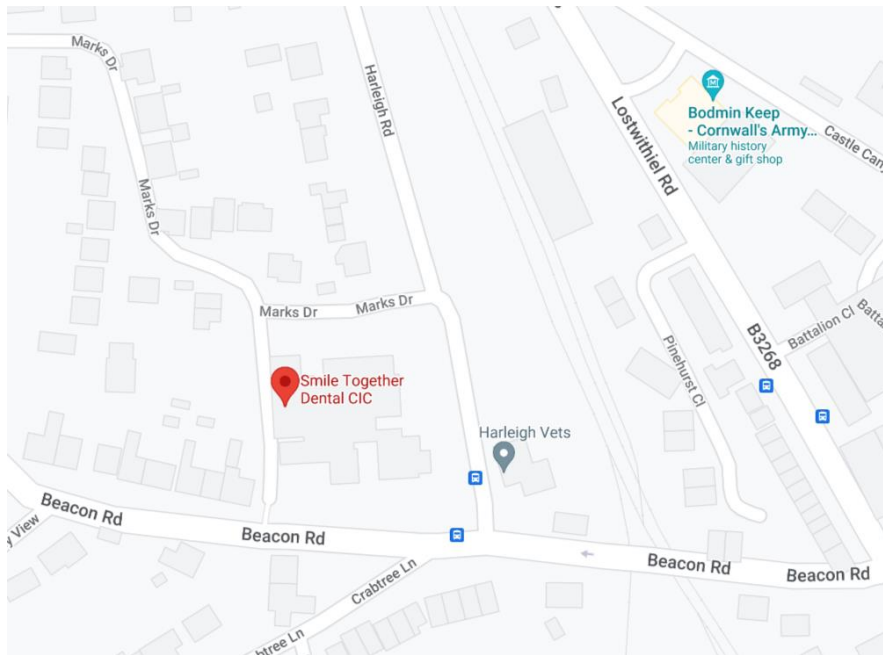 Marks Dr
Harleigh Rd
Lostwithiel Rd
Bodmin Keep
- Cornwall's Army...
Military history
center & gift shop
Castle Cany
Marks Dr
Marks Dr
Marks Dr
B3268
Battalion Cl
Batta
Pinehurst Cl
Smile Together
Dental CIC
Harleigh Vets
Beacon Rd
y View
Beacon Rd
Beacon Rd
Beacon Rd
Crabtree Ln
btree Ln